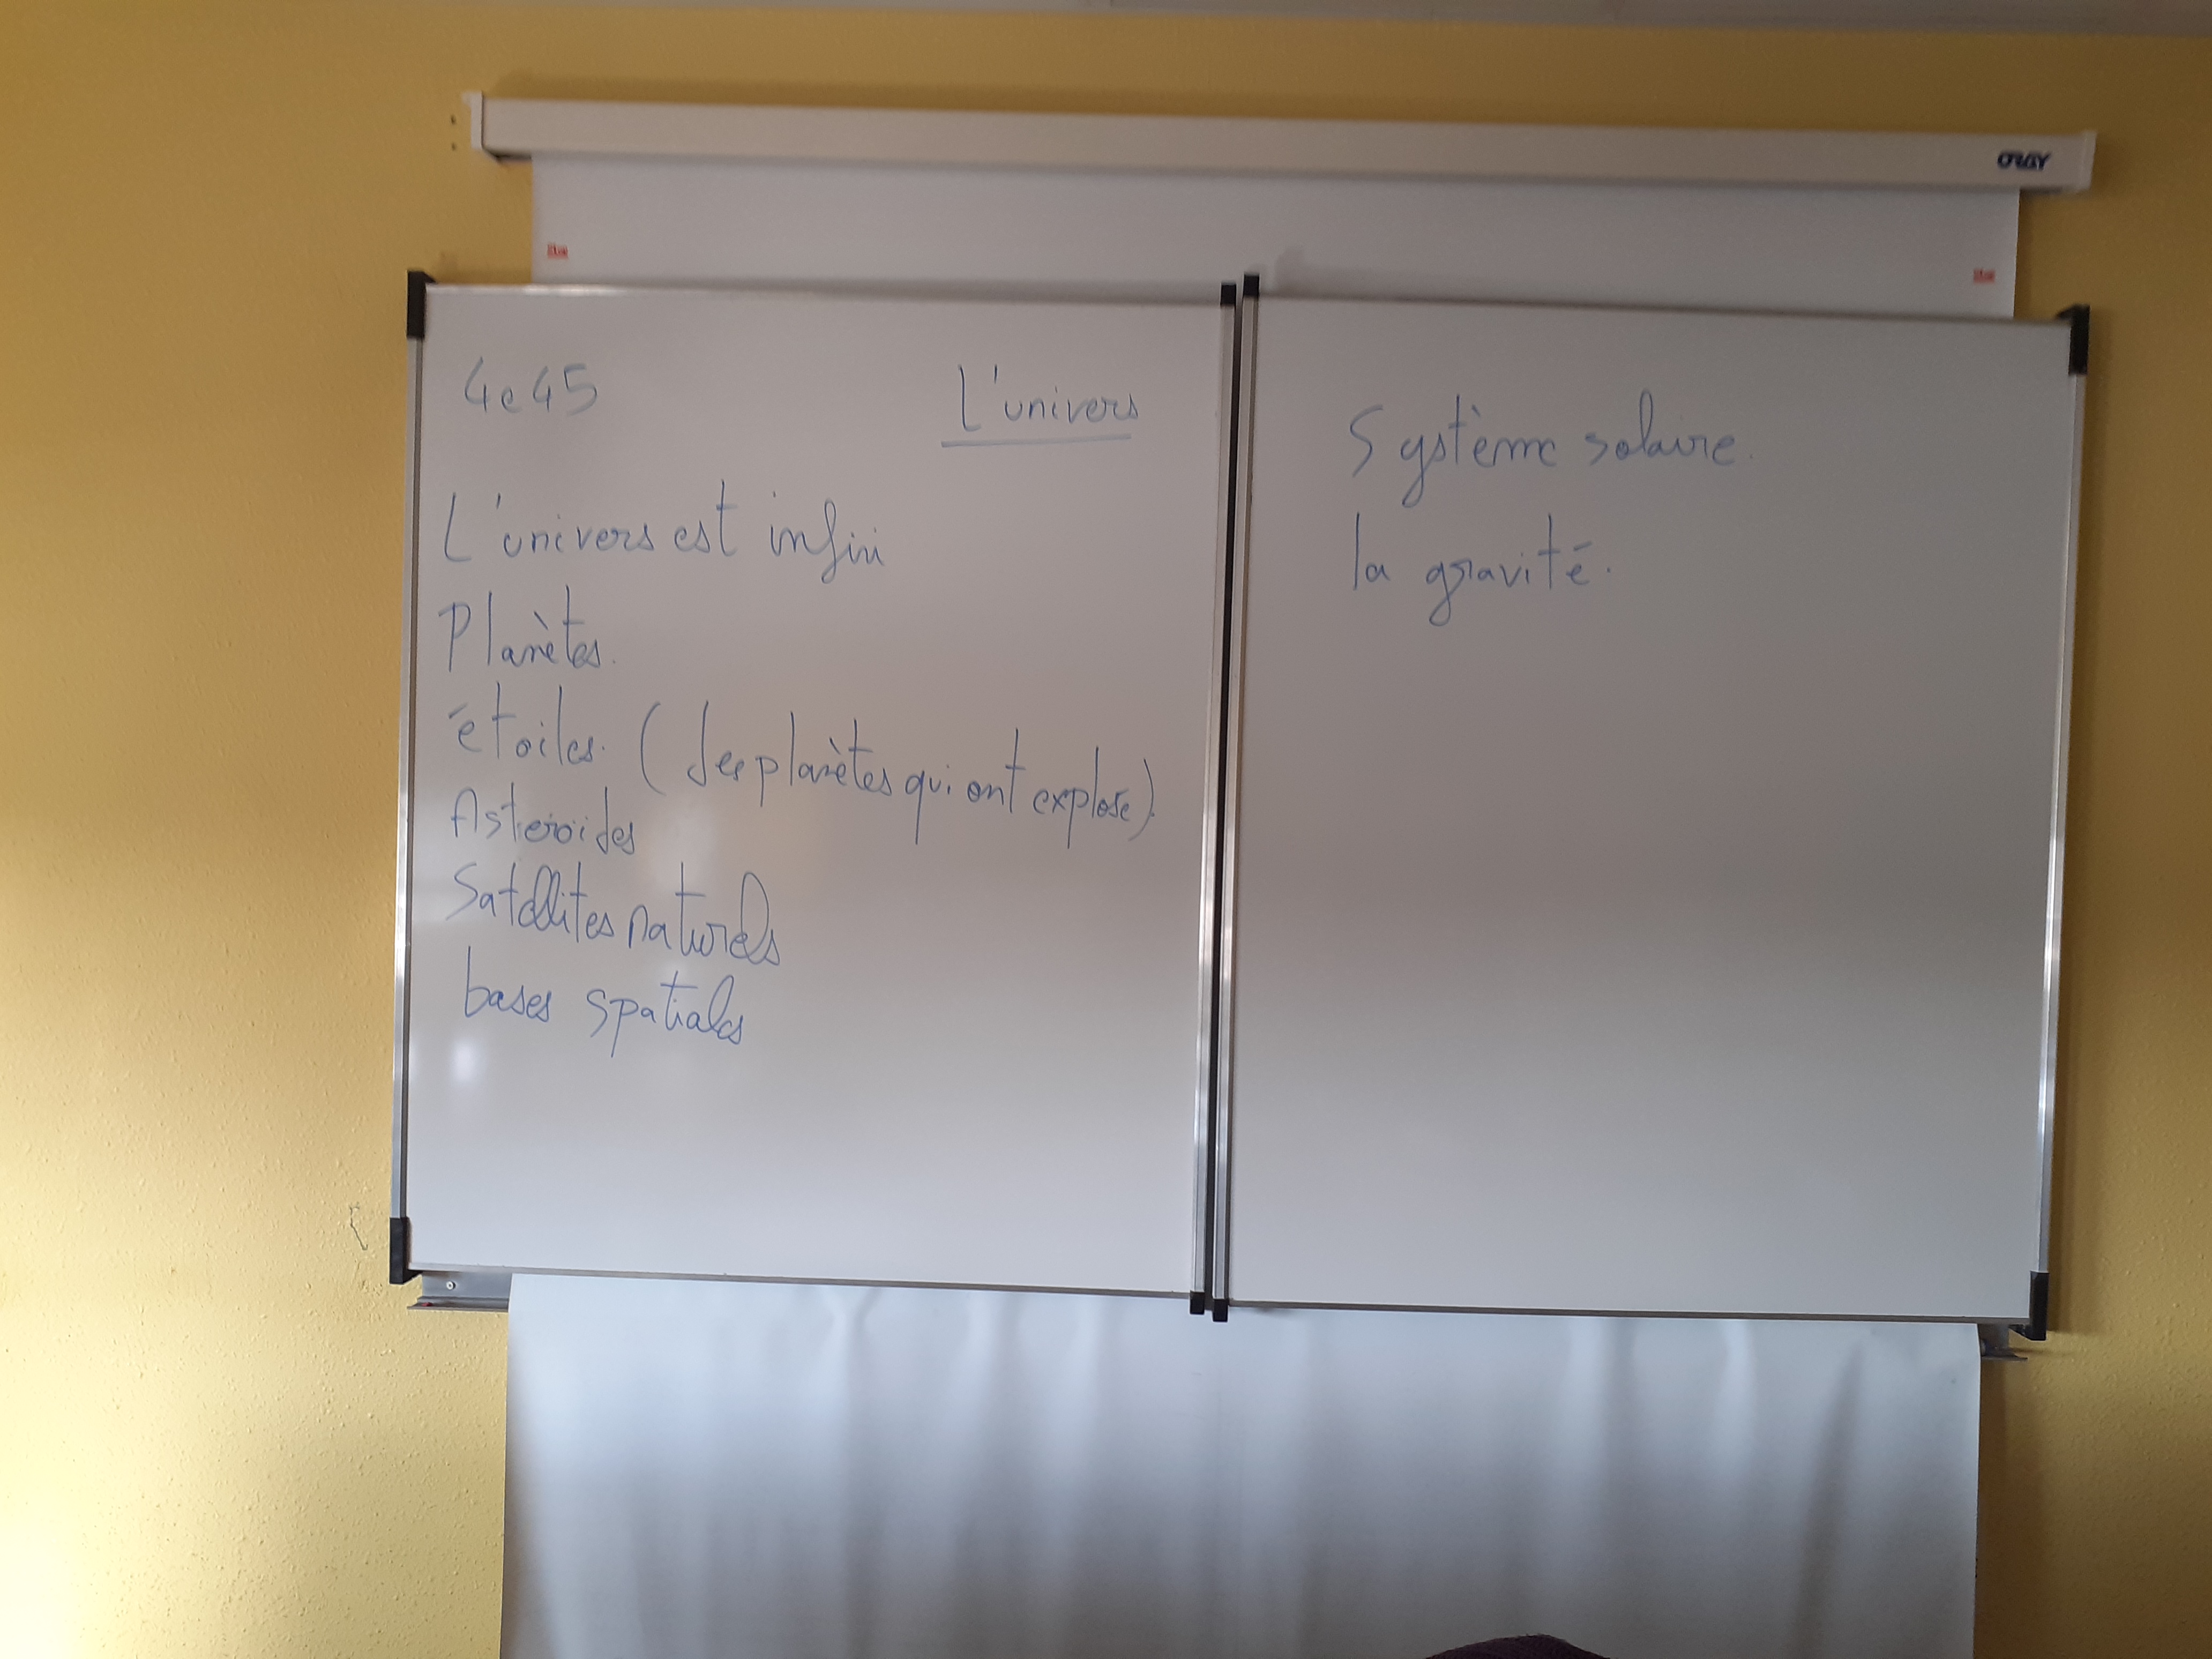 ORAY
4e45
L'univers
L'univers est infini
Planètes.
étoiles. (des planètes qui ont explosé).
Asteroïdes
Satellites naturels
bases spatiales
Système solaire.
la gravité.